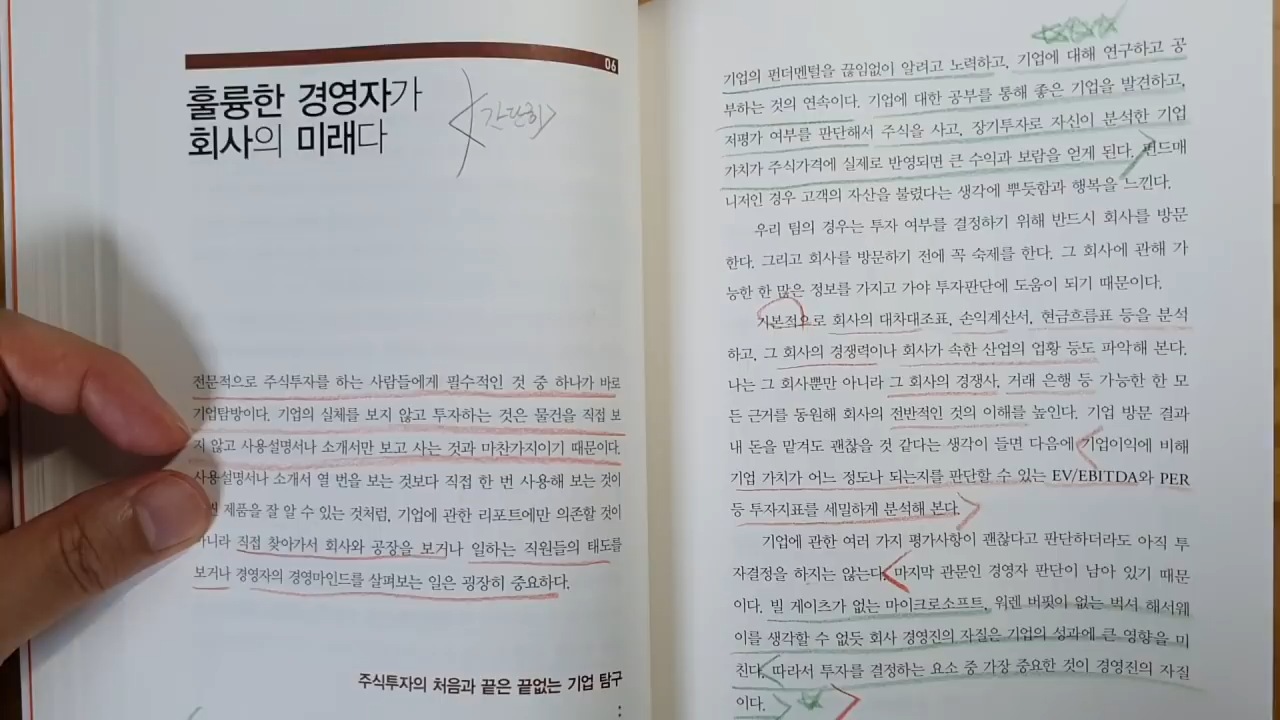 06
훌륭한 경영자가
회사의 미래다
간단히
전문적으로 주식투자를 하는 사람들에게 필수적인 것 중 하나가 바로
기업탐방이다. 기업의 실체를 보지 않고 투자하는 것은 물건을 직접 보
지 않고 사용설명서나 소개서만 보고 사는 것과 마찬가지이기 때문이다.
사용설명서나 소개서 열 번을 보는 것보다 직접 한 번 사용해 보는 것이
제품을 잘 알 수 있는 것처럼, 기업에 관한 리포트에만 의존할 것이
아니라 직접 찾아가서 회사와 공장을 보거나 일하는 직원들의 태도를
보거나 경영자의 경영마인드를 살펴보는 일은 굉장히 중요하다.
주식투자의 처음과 끝은 끝없는 기업 탐구
:
기업의 펀더멘털을 끊임없이 알려고 노력하고, 기업에 대해 연구하고 공
부하는 것의 연속이다. 기업에 대한 공부를 통해 좋은 기업을 발견하고,
저평가 여부를 판단해서 주식을 사고, 장기투자로 자신이 분석한 기업
가치가 주식가격에 실제로 반영되면 큰 수익과 보람을 얻게 된다. 펀드매
니저인 경우 고객의 자산을 불렸다는 생각에 뿌듯함과 행복을 느낀다.
우리 팀의 경우는 투자 여부를 결정하기 위해 반드시 회사를 방문
한다. 그리고 회사를 방문하기 전에 꼭 숙제를 한다. 그 회사에 관해 가
능한 한 많은 정보를 가지고 가야 투자판단에 도움이 되기 때문이다.
기본적으로 회사의 대차대조표, 손익계산서, 현금흐름표 등을 분석
하고, 그 회사의 경쟁력이나 회사가 속한 산업의 업황 등도 파악해 본다.
나는 그 회사뿐만 아니라 그 회사의 경쟁사, 거래 은행 등 가능한 한 모
든 근거를 동원해 회사의 전반적인 것의 이해를 높인다. 기업 방문 결과
내 돈을 맡겨도 괜찮을 것 같다는 생각이 들면 다음에 기업이익에 비해
기업 가치가 어느 정도나 되는지를 판단할 수 있는 EV/EBITDA와 PER
등 투자지표를 세밀하게 분석해 본다.
기업에 관한 여러 가지 평가사항이 괜찮다고 판단하더라도 아직 투
자결정을 하지는 않는다. 마지막 관문인 경영자 판단이 남아 있기 때문
이다. 빌 게이츠가 없는 마이크로소프트, 워렌 버핏이 없는 벅셔 해서웨
이를 생각할 수 없듯 회사 경영진의 자질은 기업의 성과에 큰 영향을 미
친다. 따라서 투자를 결정하는 요소 중 가장 중요한 것이 경영진의 자질
이다.